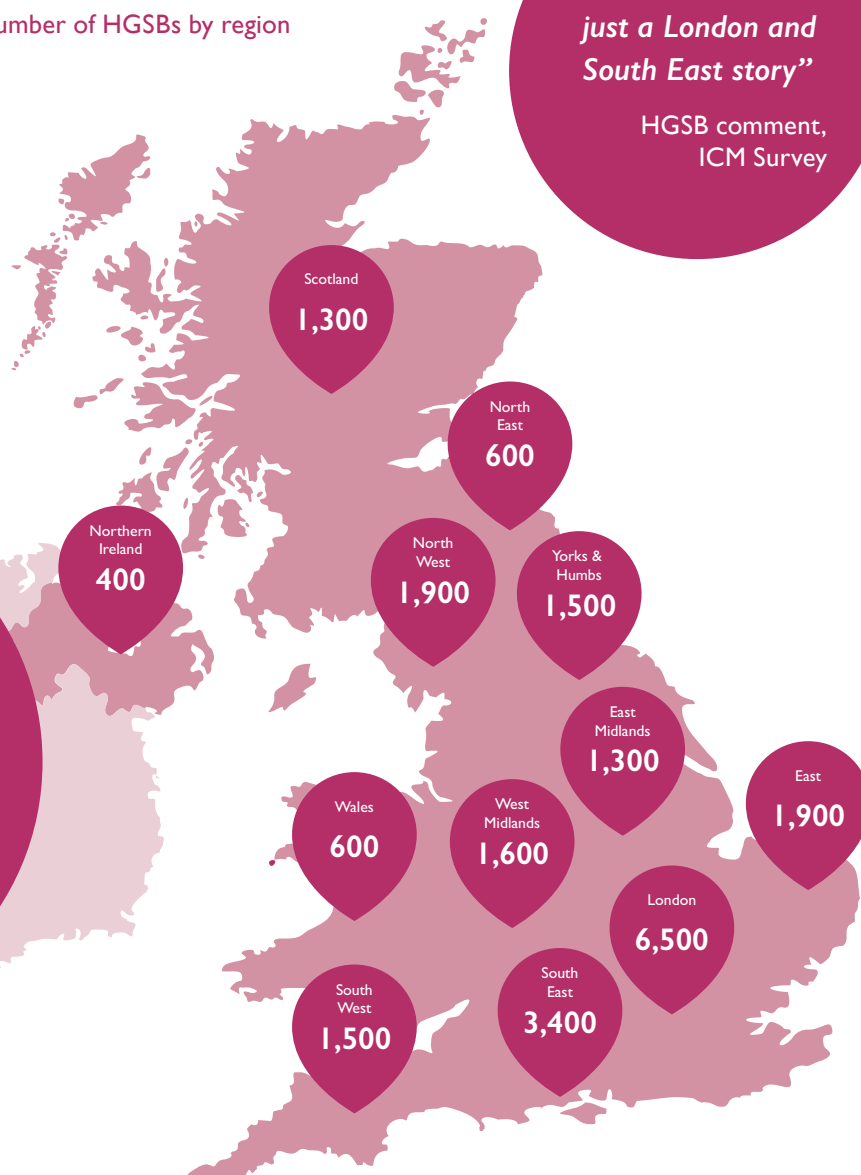 of HGSBs by region
just a London and
South East story”
HGSB comment,
ICM Survey
Scotland
1,300
North
East
600
Northern
Ireland
400
North
West
1,900
Yorks &
Humbs
1,500
East
Midlands
1,300
East
1,900
Wales
600
West
Midlands
1,600
London
6,500
South
West
1,500
South
East
3,400